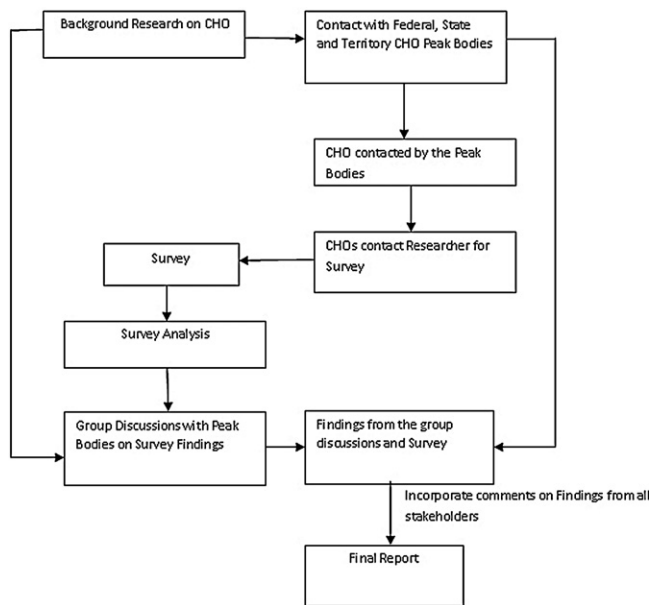 Background Research on CHO
Contact with Federal, State
and Territory CHO Peak Bodies
CHO contacted by the Peak
Bodies
CHOs contact Researcher for
Survey
Survey
Survey Analysis
Group Discussions with Peak
Bodies on Survey Findings
Findings from the group
discussions and Survey
Incorporate comments on Findings from all
stakeholders
Final Report